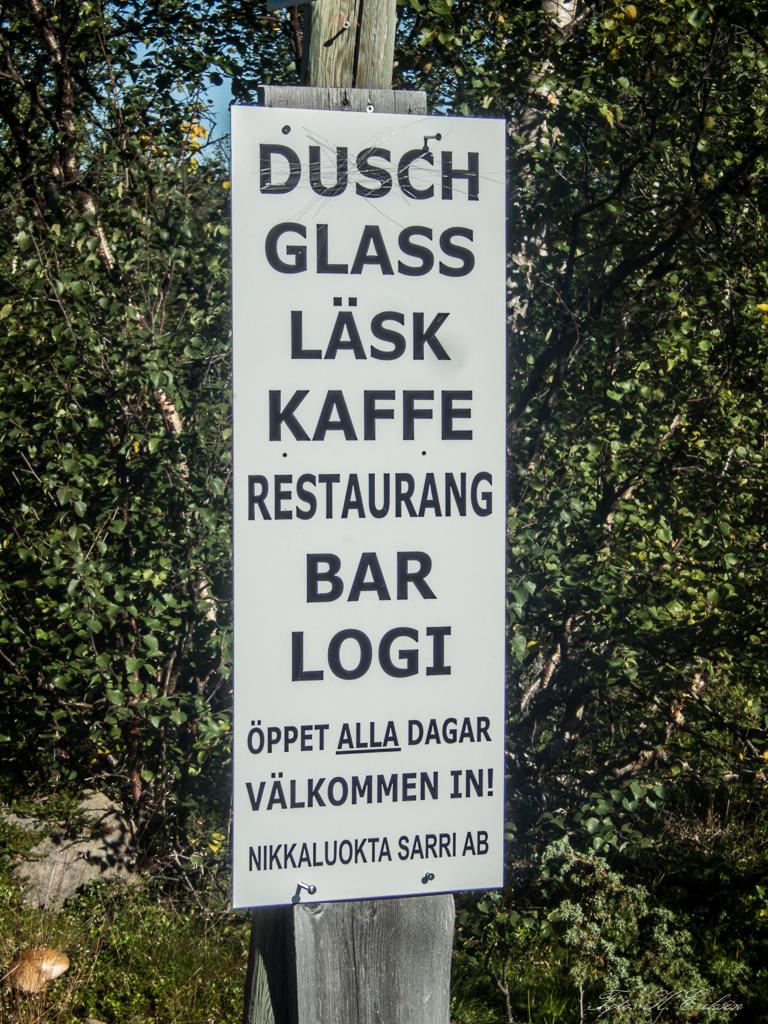 DUSCH
GLASS
LÄSK
KAFFE
RESTAURANG
BAR
LOGI
ÖPPET ALLA DAGAR
VÄLKOMMEN IN!
NIKKALUOKTA SARRI AB